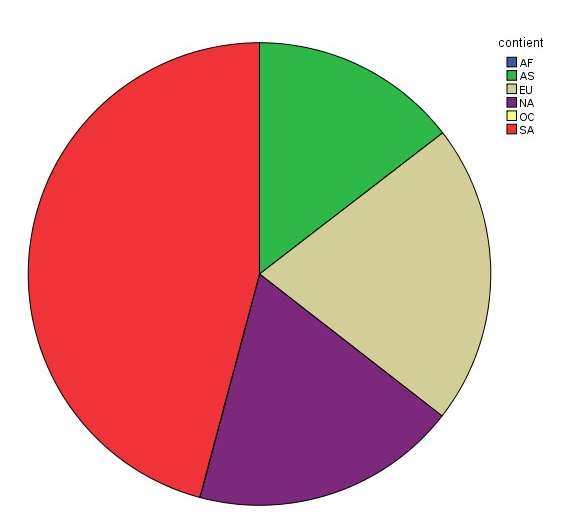 contient
AF
AS
EU
NA
OC
SA